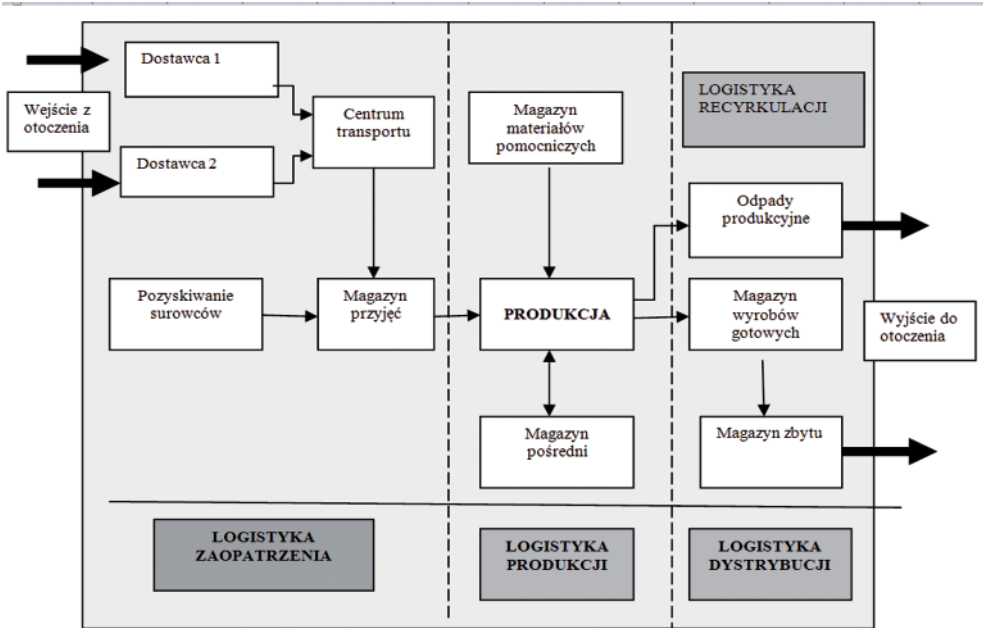 Dostawca 1
Wejście z
otoczenia
Dostawca 2
Centrum
transportu
Pozyskiwanie
surowców
Magazyn
przyjęć
Magazyn
materiałów
pomocniczych
PRODUKCJA
Magazyn
pośredni
LOGISTYKA
RECYRKULACJI
Odpady
produkcyjne
Magazyn
wyrobów
gotowych
Wyjście do
otoczenia
Magazyn zbytu
LOGISTYKA
ZAOPATRZENIA
LOGISTYKA
PRODUKCJI
LOGISTYKA
DYSTRYBUCJI